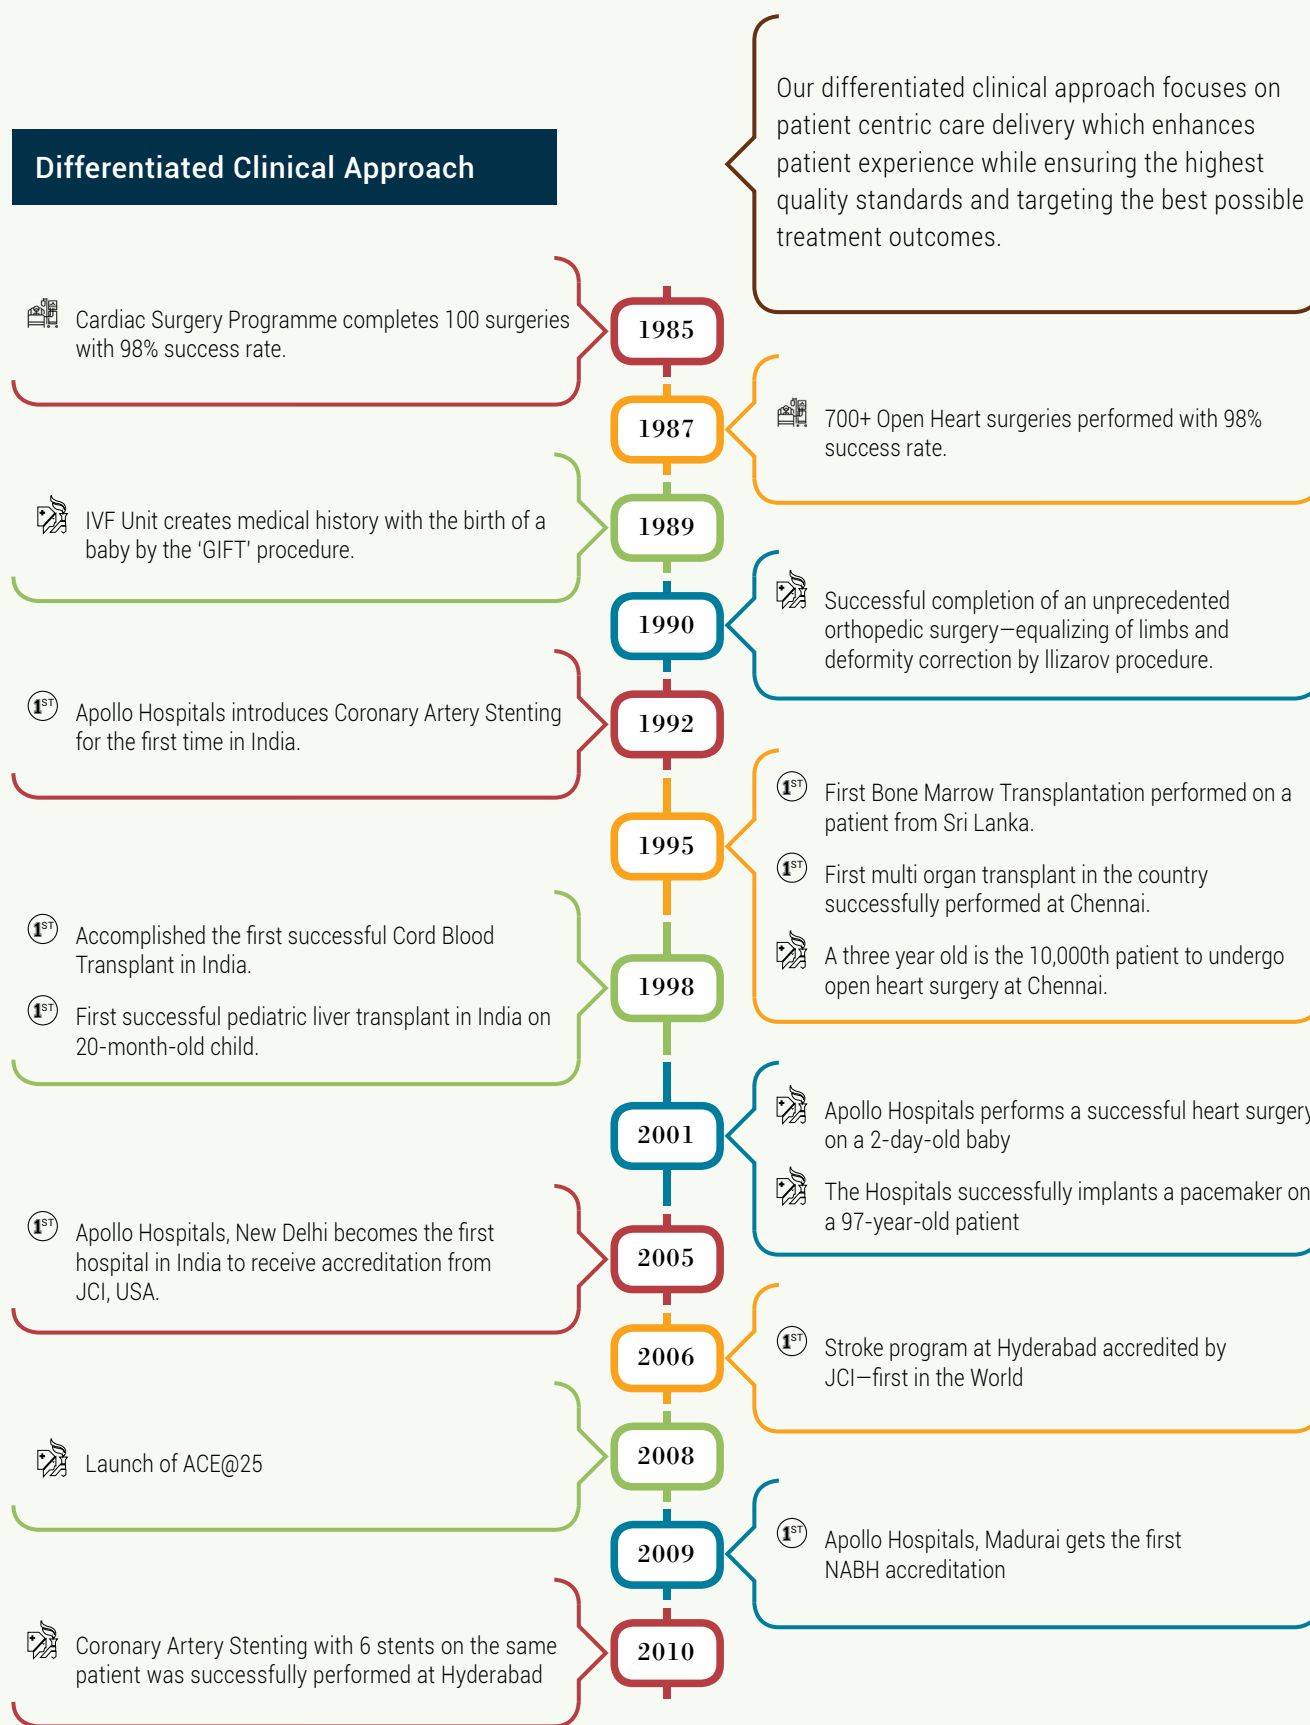 Our differentiated clinical approach focuses on
patient centric care delivery which enhances
patient experience while ensuring the highest
quality standards and targeting the best possible
treatment outcomes.
Differentiated Clinical Approach
1985
Cardiac Surgery Programme completes 100 surgeries
with 98% success rate.
1987
700+ Open Heart surgeries performed with 98%
success rate.
1989
IVF Unit creates medical history with the birth of a
baby by the ‘GIFT’ procedure.
1990
Successful completion of an unprecedented
orthopedic surgery—equalizing of limbs and
deformity correction by llizarov procedure.
1992
1ST
Apollo Hospitals introduces Coronary Artery Stenting
for the first time in India.
1995
1ST
First Bone Marrow Transplantation performed on a
patient from Sri Lanka.
1ST
First multi organ transplant in the country
successfully performed at Chennai.
A three year old is the 10,000th patient to undergo
open heart surgery at Chennai.
1998
1ST
Accomplished the first successful Cord Blood
Transplant in India.
1ST
First successful pediatric liver transplant in India on
20-month-old child.
2001
Apollo Hospitals performs a successful heart surgery
on a 2-day-old baby
The Hospitals successfully implants a pacemaker on
a 97-year-old patient
2005
1ST
Apollo Hospitals, New Delhi becomes the first
hospital in India to receive accreditation from
JCI, USA.
2006
1ST
Stroke program at Hyderabad accredited by
JCI—first in the World
2008
Launch of ACE@25
2009
1ST
Apollo Hospitals, Madurai gets the first
NABH accreditation
2010
Coronary Artery Stenting with 6 stents on the same
patient was successfully performed at Hyderabad